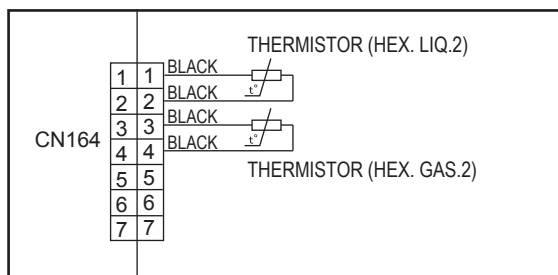 THERMISTOR (HEX. LIQ.2)
1 1 BLACK
t°
2 2 BLACK
3 3 BLACK
CN164
t°
4 4 BLACK
THERMISTOR (HEX. GAS.2)
5 5
6 6
7 7